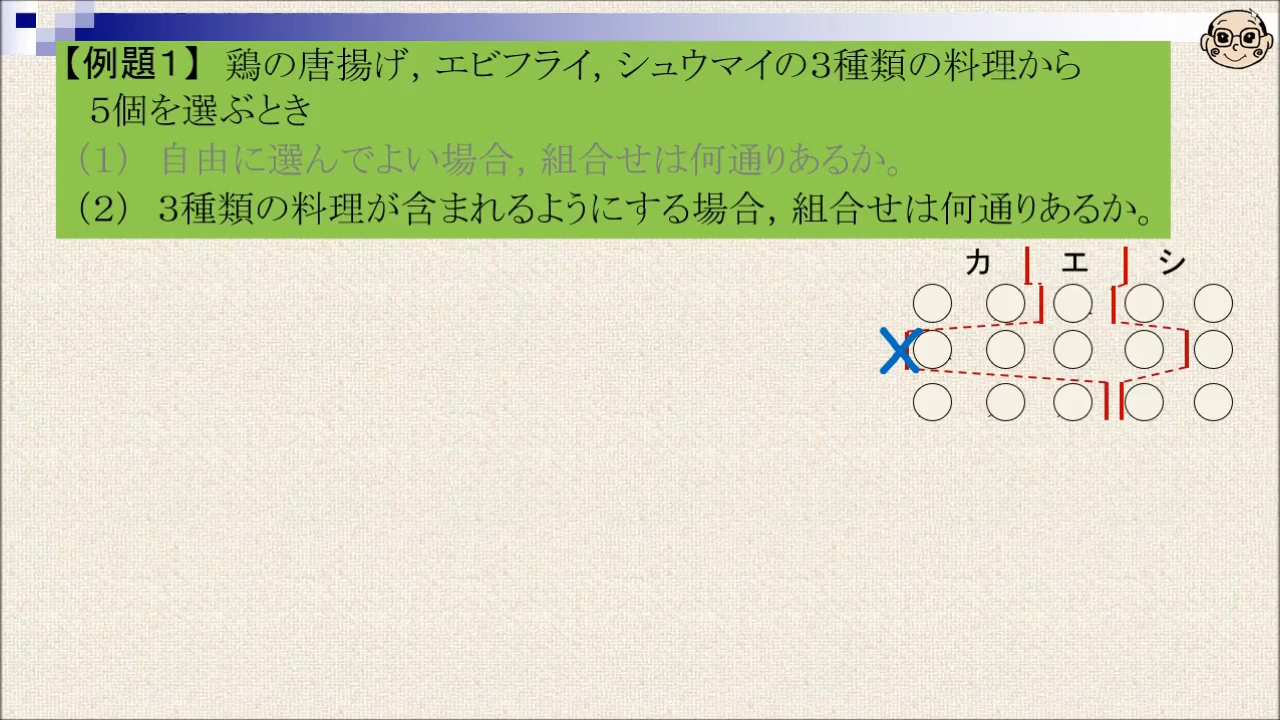 【例題１】 鶏の唐揚げ，エビフライ，シュウマイの３種類の料理から
５個を選ぶとき
（１） 自由に選んでよい場合，組合せは何通りあるか。
（２） ３種類の料理が含まれるようにする場合，組合せは何通りあるか。
カ エ シ